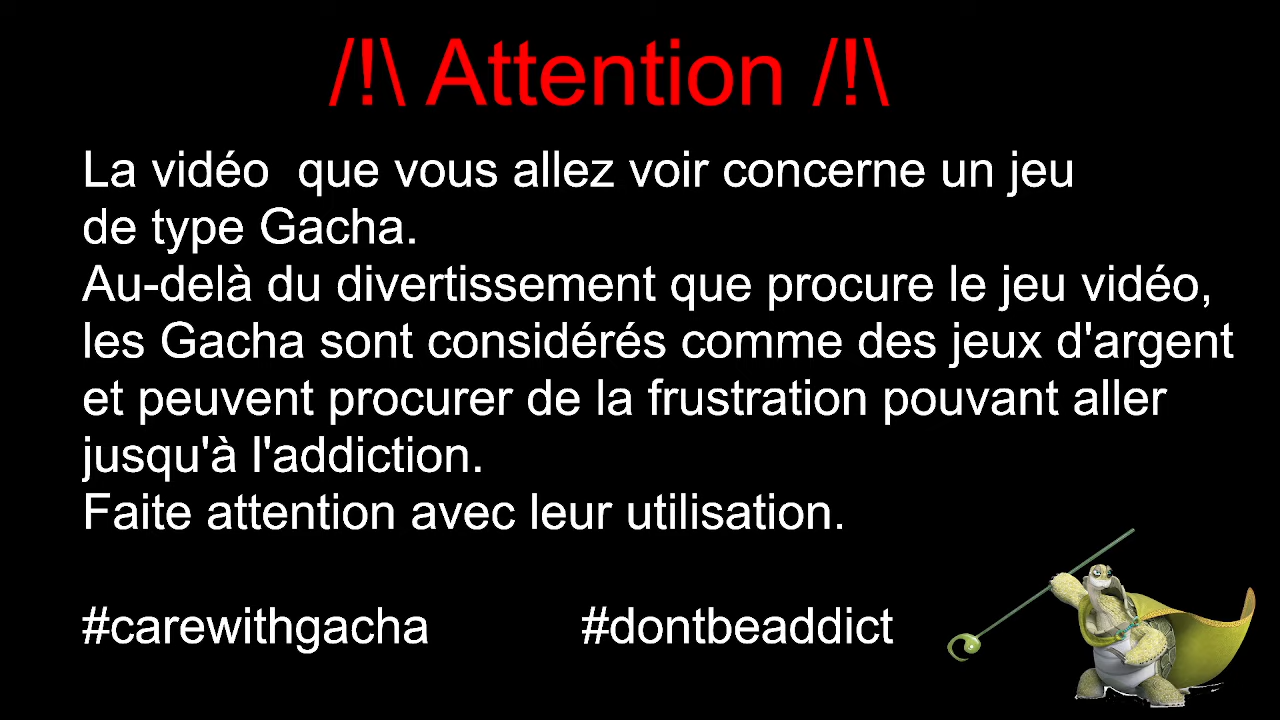 /!\ Attention /!\
La vidéo  que vous allez voir concerne un jeu
de type Gacha.
Au-delà du divertissement que procure le jeu vidéo,
les Gacha sont considérés comme des jeux d'argent
et peuvent procurer de la frustration pouvant aller
jusqu'à l'addiction.
Faite attention avec leur utilisation.
#carewithgacha #dontbeaddict